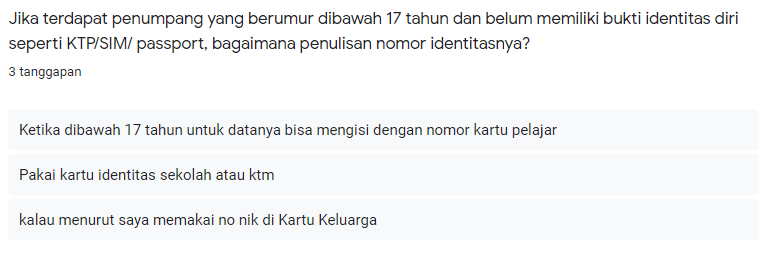 Jika terdapat penumpang yang berumur dibawah 17 tahun dan belum memiliki bukti identitas diri
seperti KTP/SIM/ passport, bagaimana penulisan nomor identitasnya?
3 tanggapan
Ketika dibawah 17 tahun untuk datanya bisa mengisi dengan nomor kartu pelajar
Pakai kartu identitas sekolah atau ktm
kalau menurut saya memakai no nik di Kartu Keluarga